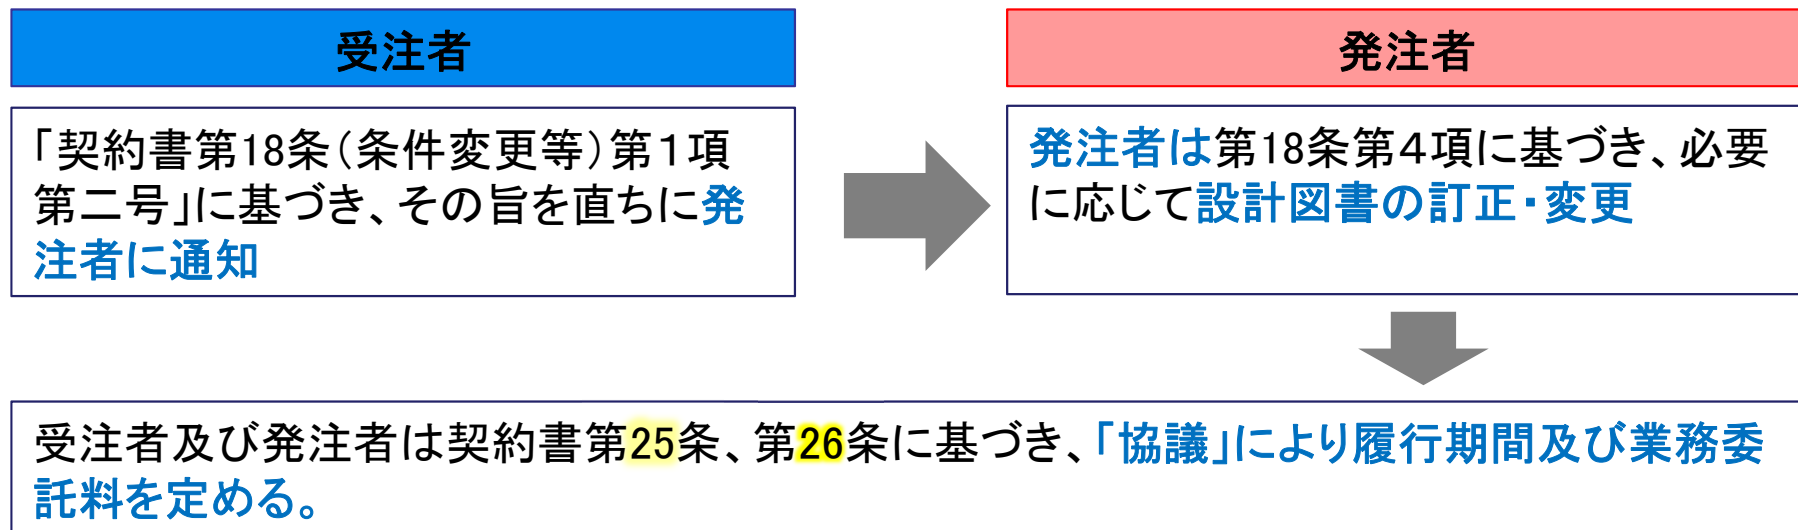 受注者
発注者
「契約書第18条（条件変更等）第１項
第二号」に基づき、その旨を直ちに発
注者に通知
発注者は第18条第４項に基づき、必要
に応じて設計図書の訂正・変更
受注者及び発注者は契約書第25条、第26条に基づき、「協議」により履行期間及び業務委
託料を定める。